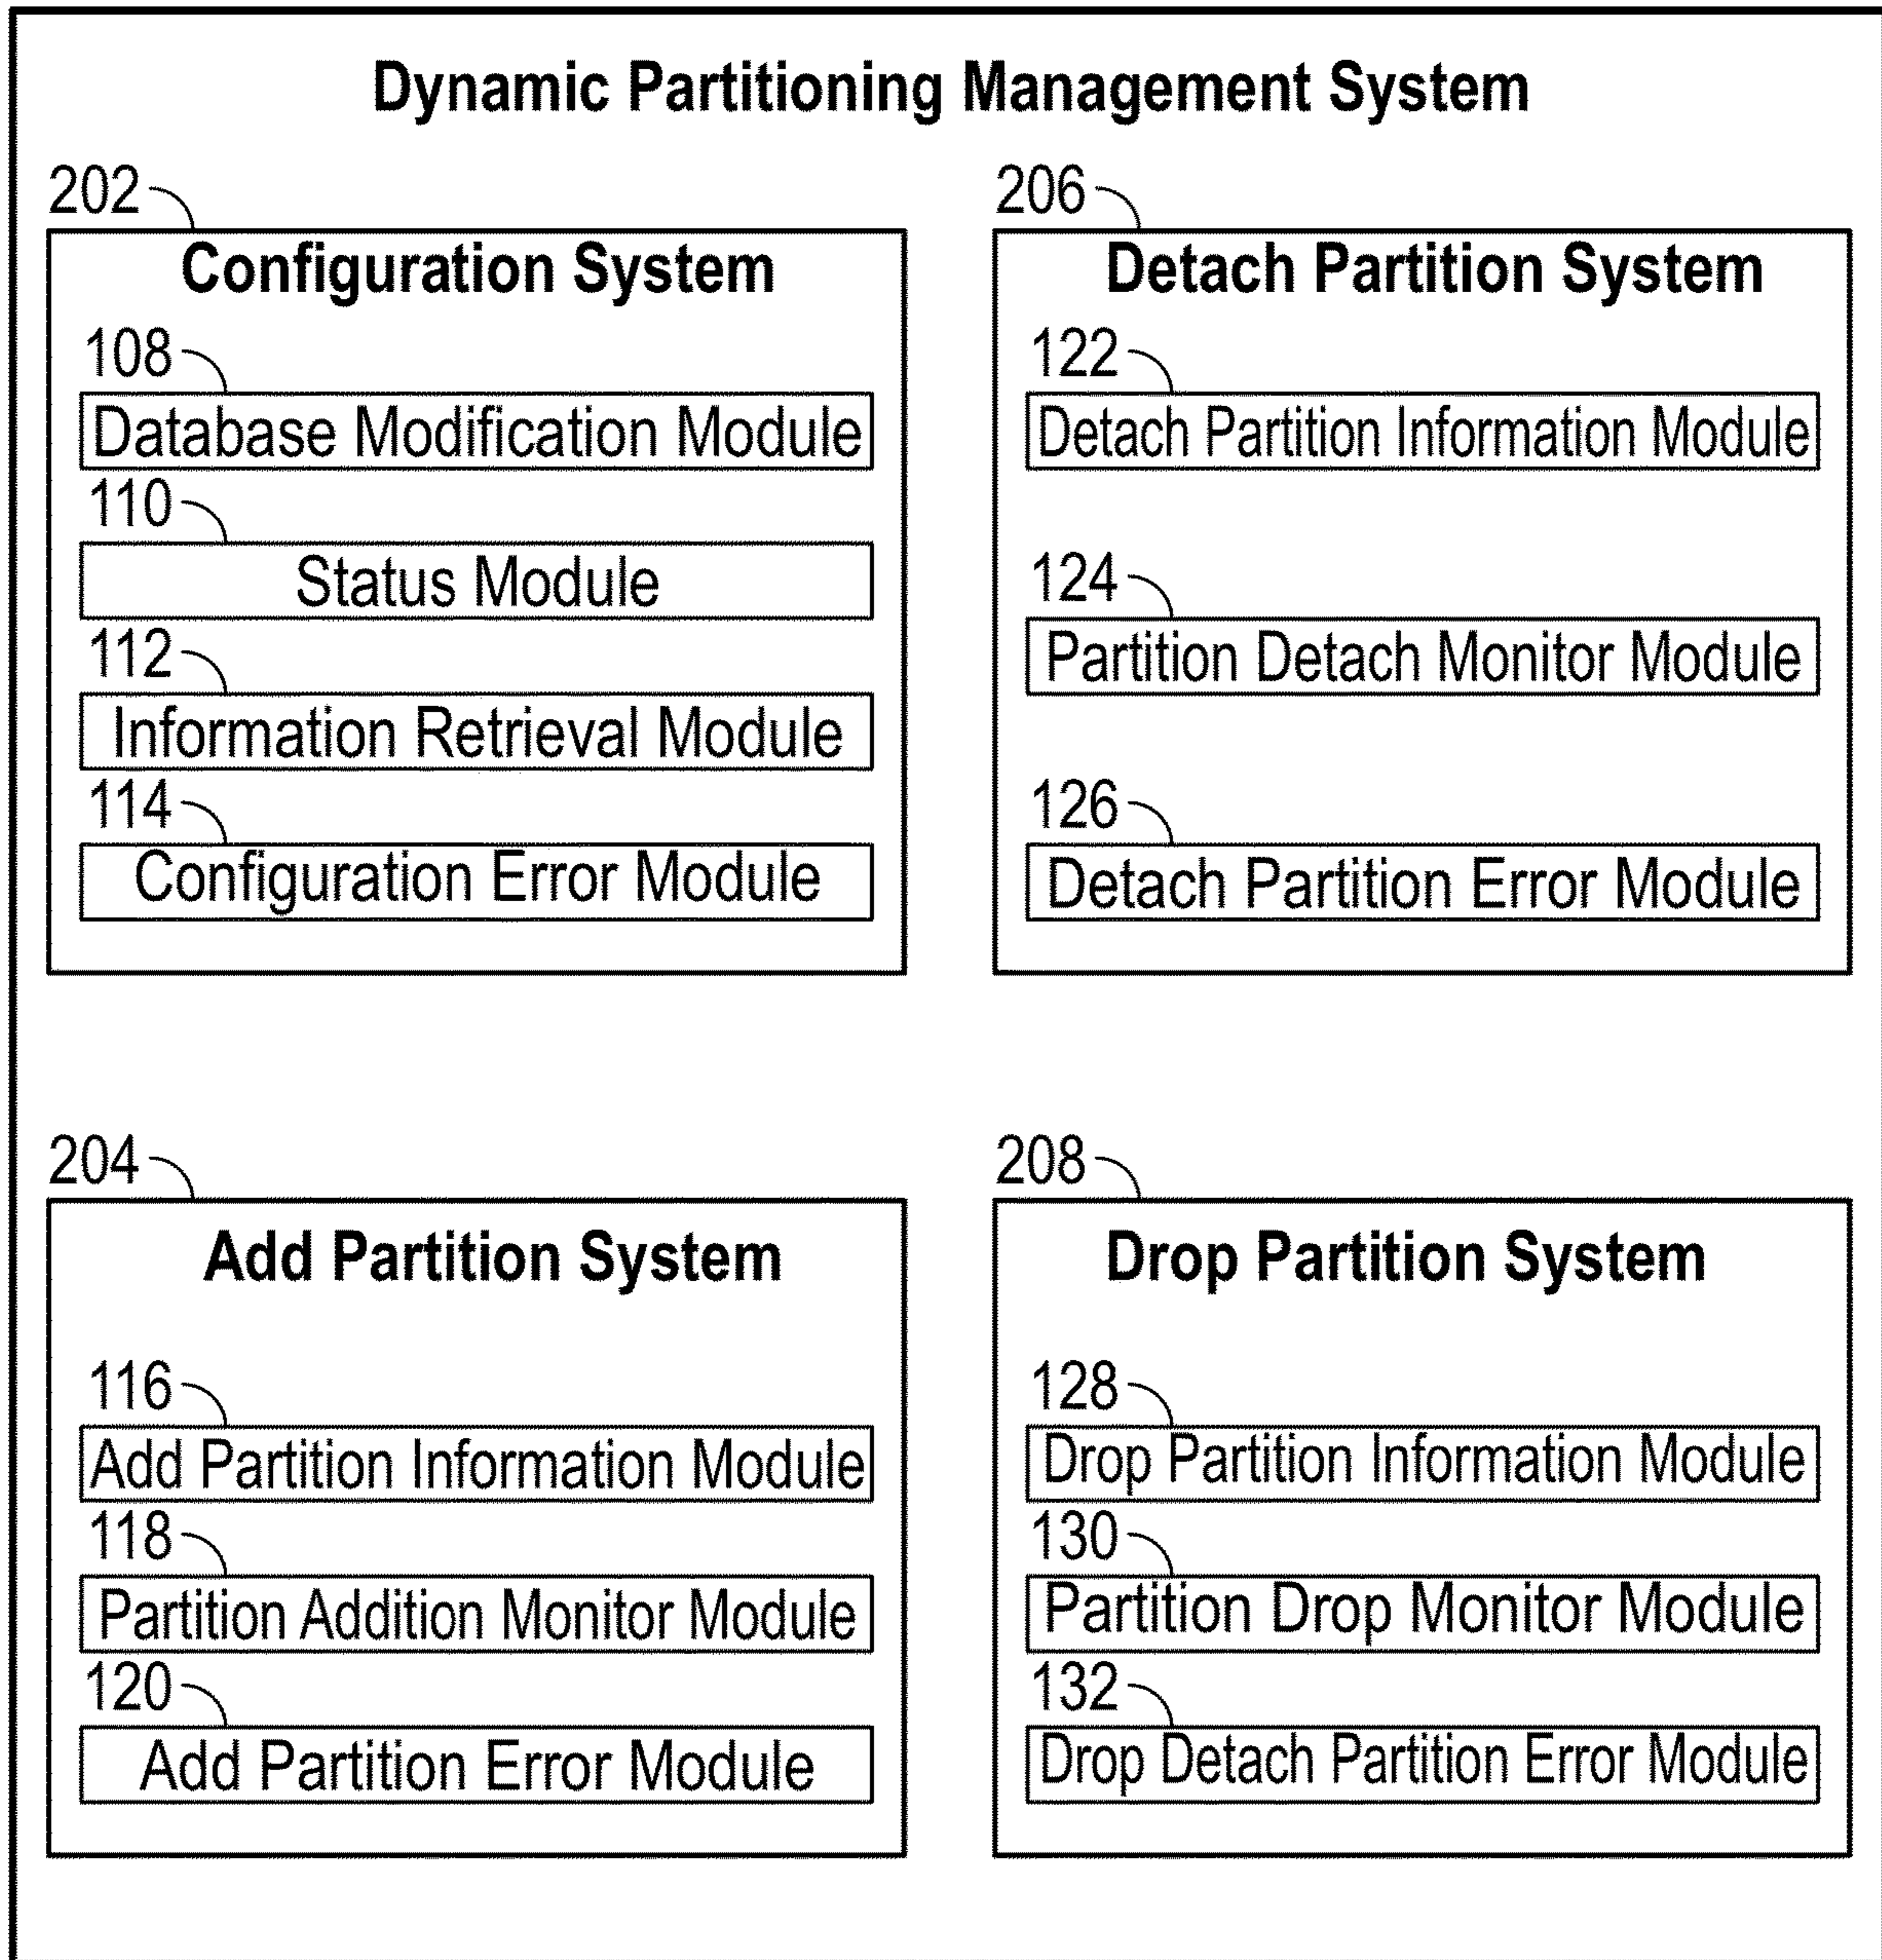 Dynamic Partitioning Management System
202
Configuration System
108
Database Modification Module
110
Status Module
112
Information Retrieval Module
114
Configuration Error Module
206
Detach Partition System
122
Detach Partition Information Module
124
Partition Detach Monitor Module
126
Detach Partition Error Module
204
Add Partition System
116
Add Partition Information Module
118
Partition Addition Monitor Module
120
Add Partition Error Module
208
Drop Partition System
128
Drop Partition Information Module
130
Partition Drop Monitor Module
132
Drop Detach Partition Error Module